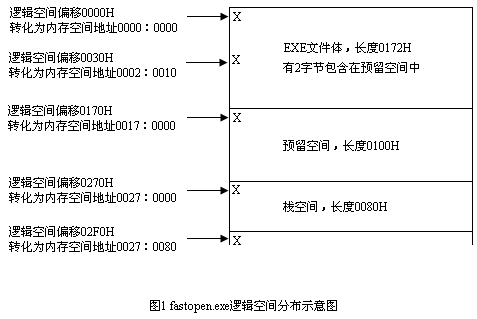 逻辑空间偏移0000H
转化为内存空间地址0000：0000
X
EXE文件体，长度0172H
有2字节包含在预留空间中
逻辑空间偏移0030H
转化为内存空间地址0002：0010
X
逻辑空间偏移0170H
转化为内存空间地址0017：0000
X
预留空间，长度0100H
逻辑空间偏移0270H
转化为内存空间地址0027：0000
X
栈空间，长度0080H
逻辑空间偏移02F0H
转化为内存空间地址0027：0080
X
图1 fastopen.exe逻辑空间分布示意图